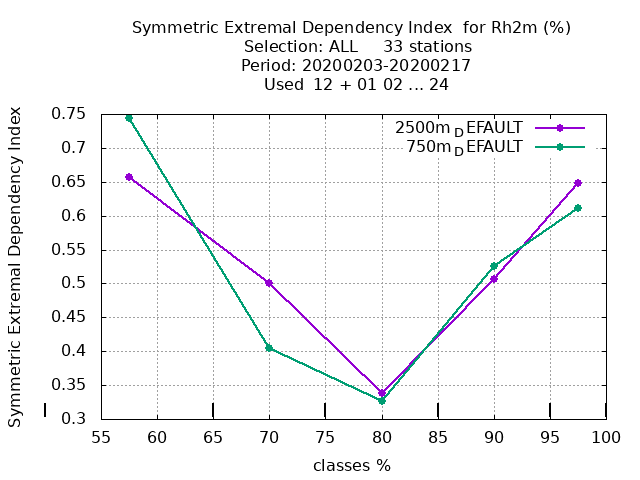 Symmetric Extremal Dependency Index  for Rh2m (%)
Selection: ALL     33 stations
Period: 20200203-20200217
Used  12 + 01 02 ... 24
Symmetric Extremal Dependency Index
0.75
0.7
0.65
0.6
0.55
0.5
0.45
0.4
0.35
0.3
2500m_DEFAULT
750m_DEFAULT
55 60 65 70 75 80 85 90 95 100
classes %